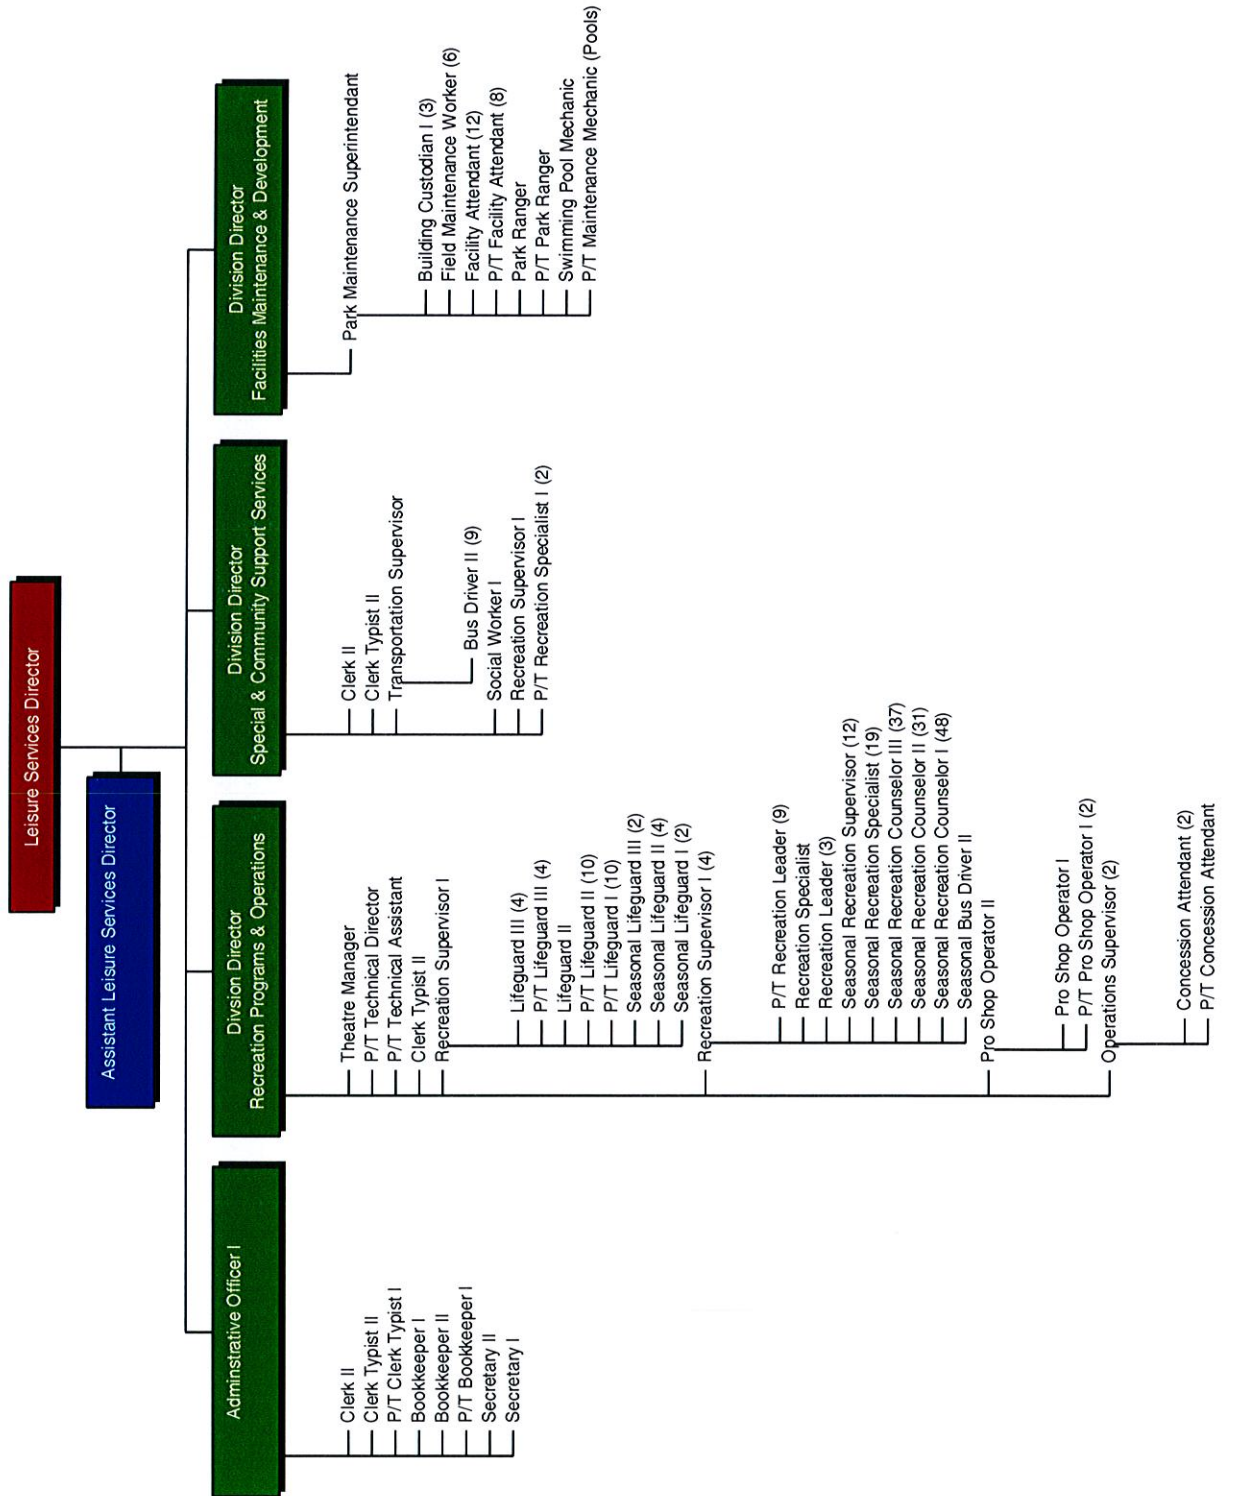 Leisure Services Director
Assistant Leisure Services Director
Adminstrative Officer I
Clerk II
Clerk Typist II
P/T Clerk Typist I
Bookkeeper I
Bookkeeper II
P/T Bookkeeper I
Secretary II
Secretary I
Divsion Director
Recreation Programs & Operations
Theatre Manager
P/T Technical Director
P/T Technical Assistant
Clerk Typist II
Recreation Supervisor I
Lifeguard III (4)
P/T Lifeguard III (4)
Lifeguard II
P/T Lifeguard II (10)
P/T Lifeguard I (10)
Seasonal Lifeguard III (2)
Seasonal Lifeguard II (4)
Seasonal Lifeguard I (2)
Recreation Supervisor I (4)
P/T Recreation Leader (9)
Recreation Specialist
Recreation Leader (3)
Seasonal Recreation Supervisor (12)
Seasonal Recreation Specialist (19)
Seasonal Recreation Counselor III (37)
Seasonal Recreation Counselor II (31)
Seasonal Recreation Counselor I (48)
Seasonal Bus Driver II
Pro Shop Operator II
Pro Shop Operator I
P/T Pro Shop Operator I (2)
Operations Supervisor (2)
Concession Attendant (2)
P/T Concession Attendant
Division Director
Special & Community Support Services
Clerk II
Clerk Typist II
Transportation Supervisor
Bus Driver II (9)
Social Worker I
Recreation Supervisor I
P/T Recreation Specialist I (2)
Division Director
Facilities Maintenance & Development
Park Maintenance Superintendant
Building Custodian I (3)
Field Maintenance Worker (6)
Facility Attendant (12)
P/T Facility Attendant (8)
Park Ranger
P/T Park Ranger
Swimming Pool Mechanic
P/T Maintenance Mechanic (Pools)